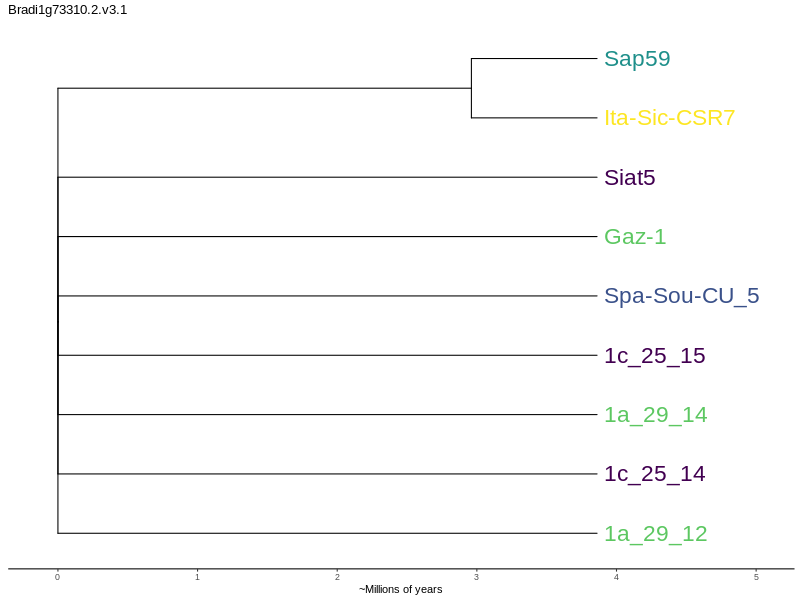 Bradi1g73310.2.v3.1
Sap59
Ita-Sic-CSR7
Siat5
Gaz-1
Spa-Sou-CU_5
1c_25_15
1a_29_14
1c_25_14
1a_29_12
0 1 2 3 4 5
~Millions of years